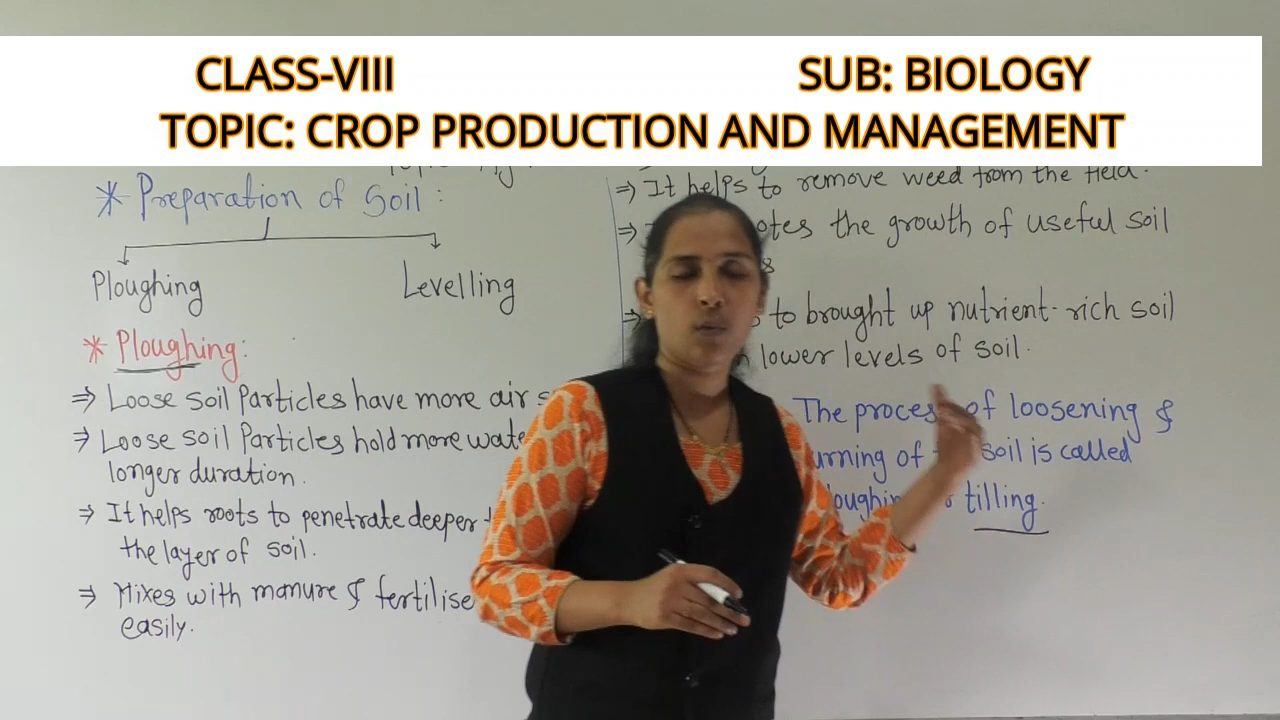 CLASS-VIII SUB: BIOLOGY
TOPIC: CROP PRODUCTION AND MANAGEMENT
* Preparation of Soil:
Ploughing Levelling
* Ploughing:
⇒ Loose soil Particles have more air
⇒ Loose soil Particles hold more
longer duration.
⇒ It helps roots to penetrate deeper
the layer of soil.
⇒ Mixes with manure & fertilise
easily.
⇒ It helps to remove weed from the field.
⇒ the growth of useful soil
⇒ to brought up nutrient-rich soil
lower levels of soil.
The process of loosening &
of soil is called
tilling.